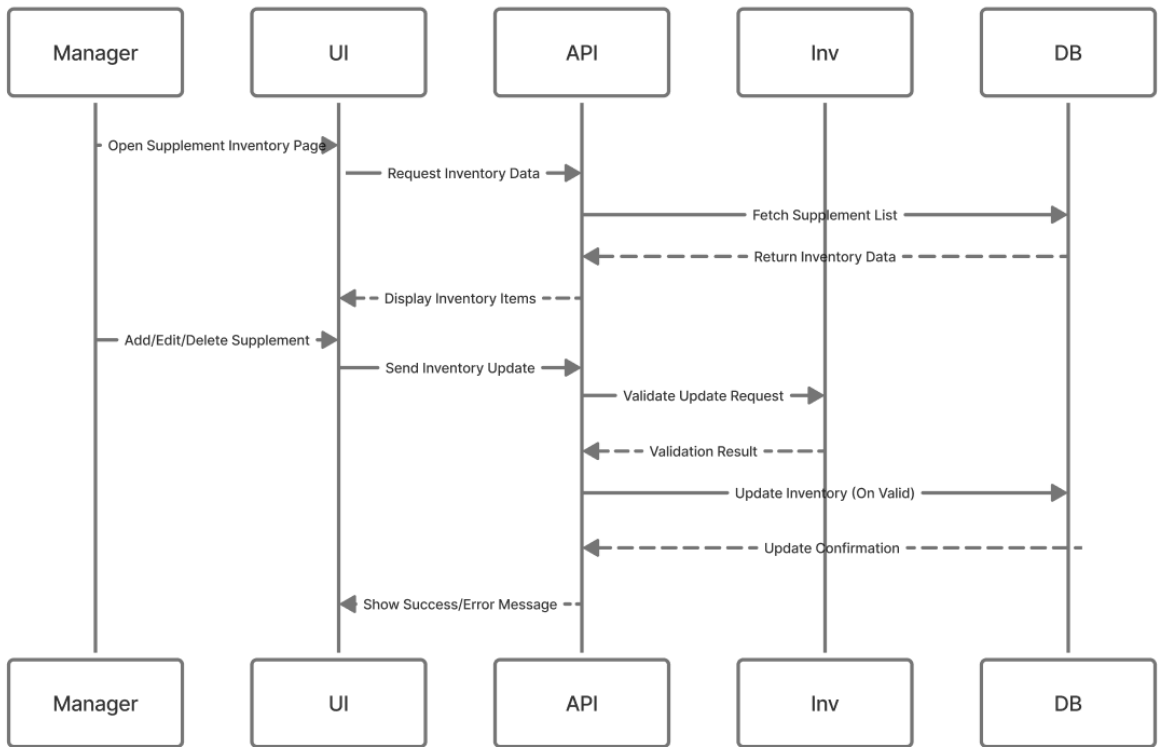 Manager
UI
API
Inv
DB
Open Supplement Inventory Page
Request Inventory Data
Fetch Supplement List
Return Inventory Data
Display Inventory Items
Add/Edit/Delete Supplement
Send Inventory Update
Validate Update Request
Validation Result
Update Inventory (On Valid)
Update Confirmation
Show Success/Error Message
Manager
UI
API
Inv
DB